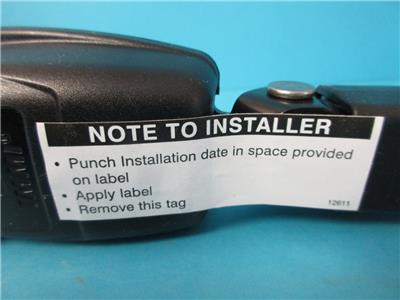 NOTE TO INSTALLER
• Punch Installation date in space provided
on label
• Apply label
• Remove this tag
12611